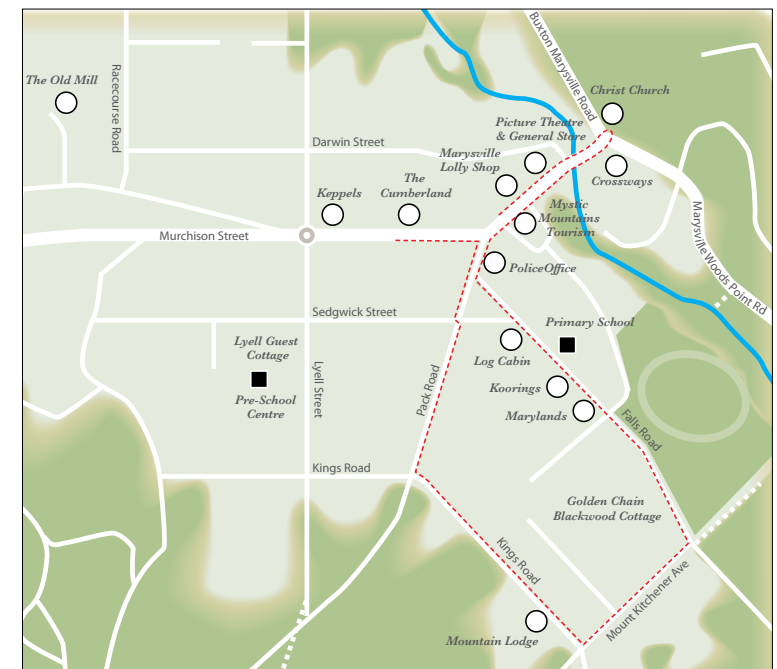 Buxton Marysville Road
The Old Mill
Racecourse Road
Christ Church
Picture Theatre
& General Store
Darwin Street
Marysville
Lolly Shop
The
Cumberland
Keppels
Crossways
Mystic
Mountains
Tourism
Murchison Street
Marysville Woods Point Rd
PoliceOffice
Sedgwick Street
Primary School
Lyell Guest
Cottage
Log Cabin
Lyell Street
Pack Road
Koorings
Pre-School
Centre
Marylands
Falls Road
Kings Road
Golden Chain
Blackwood Cottage
Kings Road
Mount Kitchener Ave
Mountain Lodge